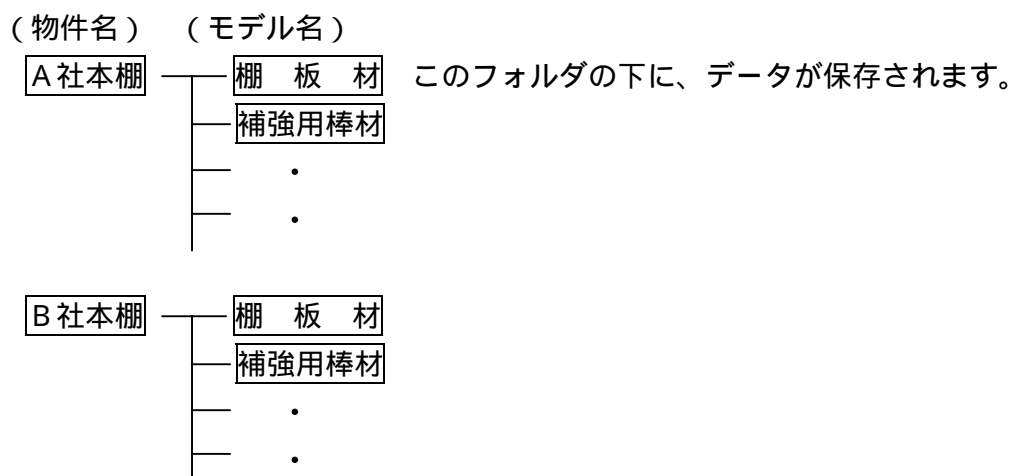 （物件名）　（モデル名）
A社本棚　棚　板　材　このフォルダの下に、データが保存されます。
補強用棒材
・
・
B社本棚　棚　板　材
補強用棒材
・
・